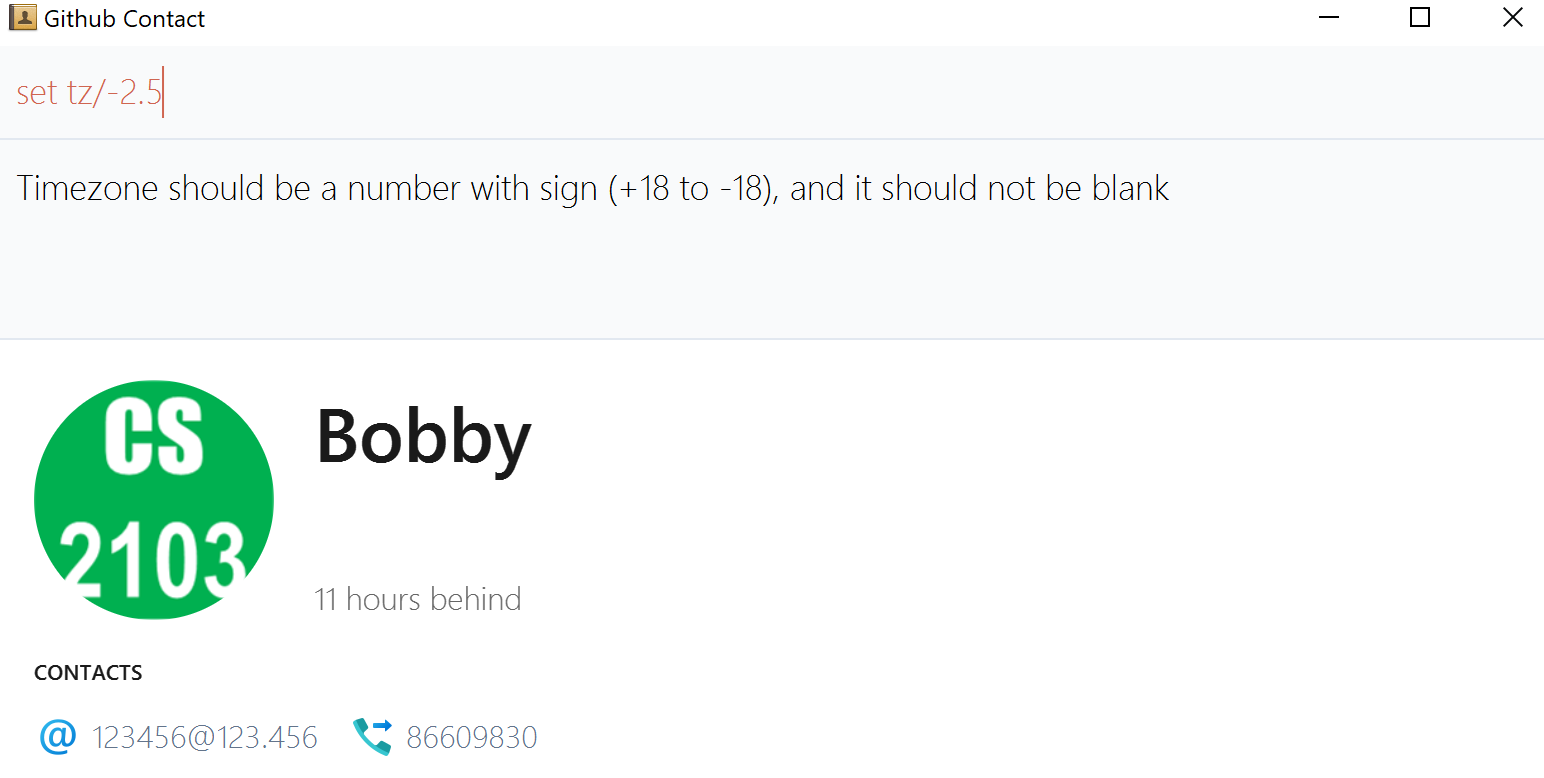 Github Contact
set tz/-2.5
Timezone should be a number with sign (+18 to -18), and it should not be blank
CS
2103
Bobby
11 hours behind
CONTACTS
@ 123456@123.456 86609830